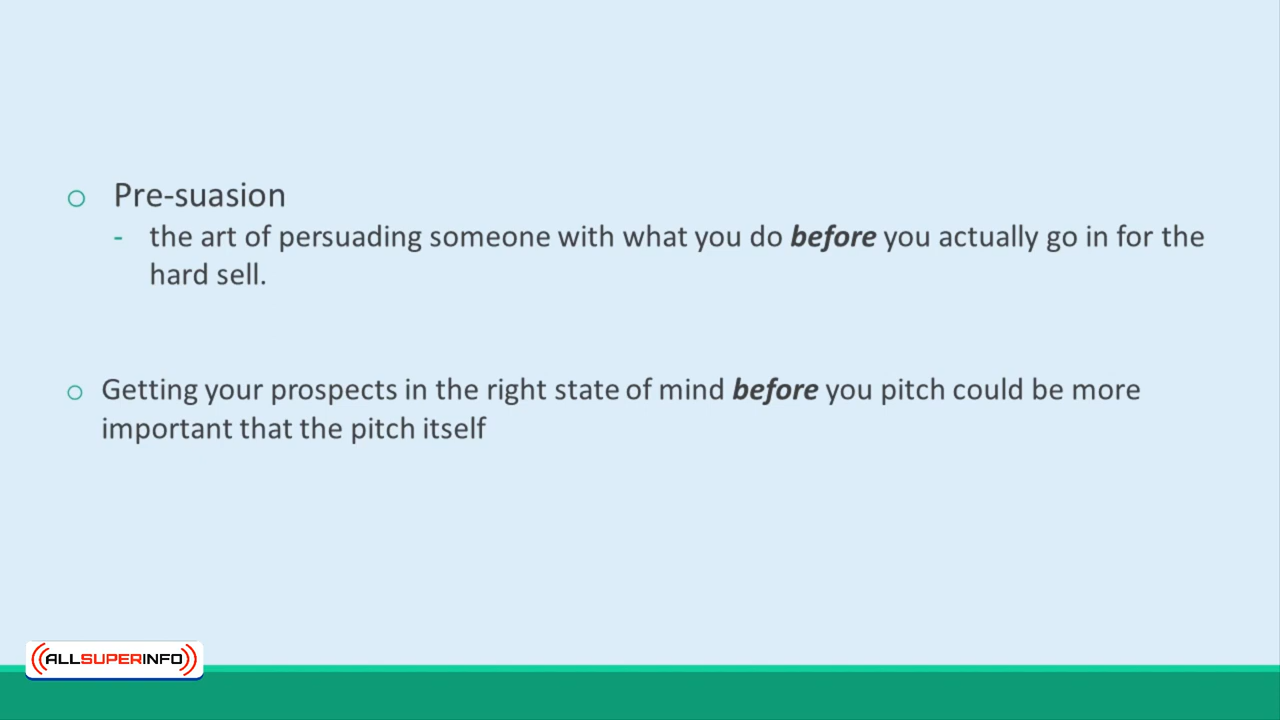 o Pre-suasion
- the art of persuading someone with what you do before you actually go in for the
hard sell.
o Getting your prospects in the right state of mind before you pitch could be more
important that the pitch itself
((ALLSUPERINFO))